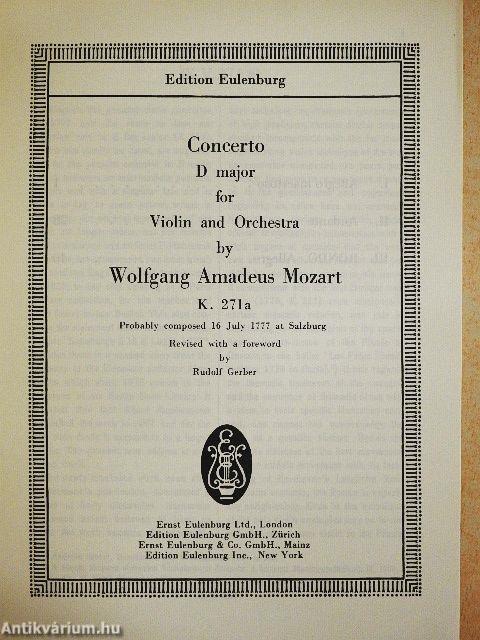 Edition Eulenburg
Concerto
D major
for
Violin and Orchestra
by
Wolfgang Amadeus Mozart
K. 271a
Probably composed 16 July 1777 at Salzburg
Revised with a foreword
by
Rudolf Gerber
Ernst Eulenburg Ltd., London
Edition Eulenburg GmbH., Zürich
Ernst Eulenburg & Co. GmbH., Mainz
Edition Eulenburg Inc., New York
Antikvárium.hu